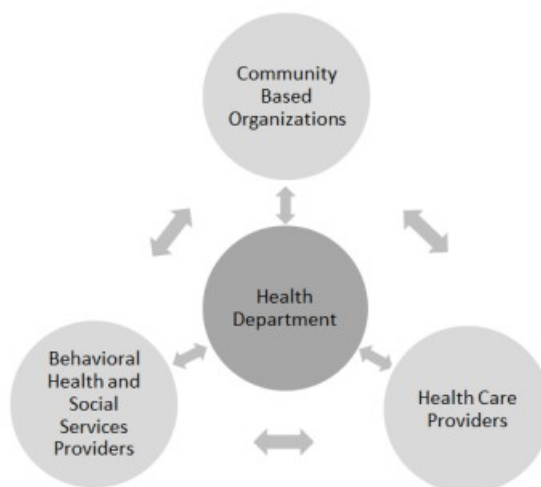 Community
Based
Organizations
Health
Department
Behavioral
Health and
Social
Services
Providers
Health Care
Providers